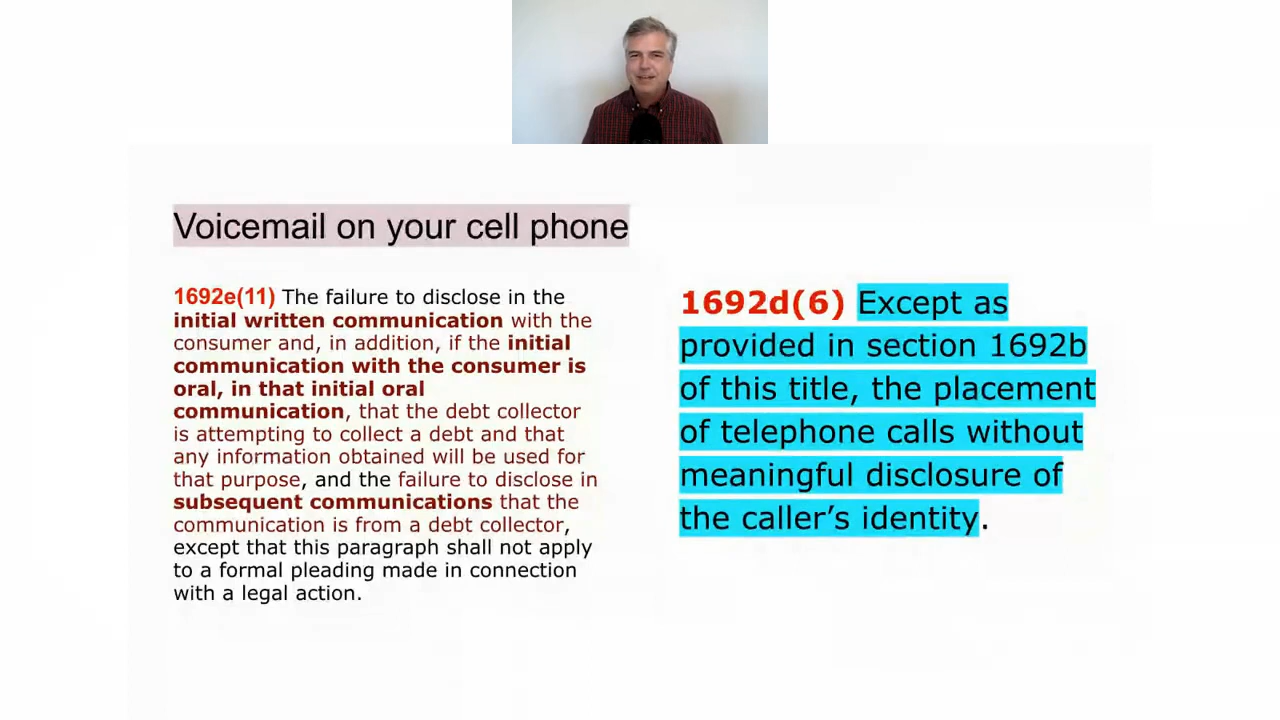 Voicemail on your cell phone
1692e(11) The failure to disclose in the
initial written communication with the
consumer and, in addition, if the initial
communication with the consumer is
oral, in that initial oral
communication, that the debt collector
is attempting to collect a debt and that
any information obtained will be used for
that purpose, and the failure to disclose in
subsequent communications that the
communication is from a debt collector,
except that this paragraph shall not apply
to a formal pleading made in connection
with a legal action.
1692d(6) Except as
provided in section 1692b
of this title, the placement
of telephone calls without
meaningful disclosure of
the caller’s identity.